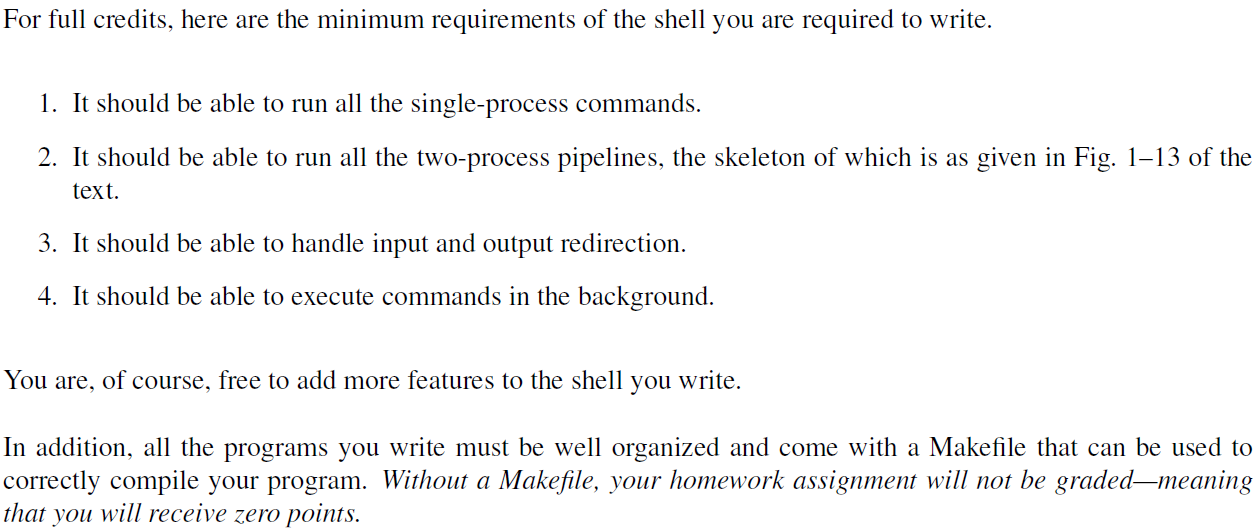 For full credits, here are the minimum requirements of the shell you are required to write.
1. It should be able to run all the single-process commands.
2. It should be able to run all the two-process pipelines, the skeleton of which is as given in Fig. 1–13 of the
text.
3. It should be able to handle input and output redirection.
4. It should be able to execute commands in the background.
You are, of course, free to add more features to the shell you write.
In addition, all the programs you write must be well organized and come with a Makefile that can be used to
correctly compile your program. Without a Makefile, your homework assignment will not be graded—meaning
that you will receive zero points.